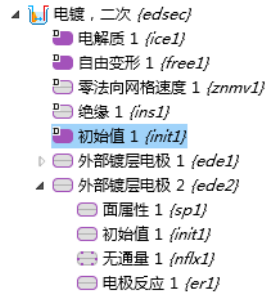 电镀，二次 {edsec}
电解质 1 {ice1}
自由变形 1 {free1}
零法向网格速度 1 {znmv1}
绝缘 1 {ins1}
初始值 1 {init1}
外部镀层电极 1 {ede1}
外部镀层电极 2 {ede2}
面属性 1 {sp1}
初始值 1 {init1}
无通量 1 {nflx1}
电极反应 1 {er1}